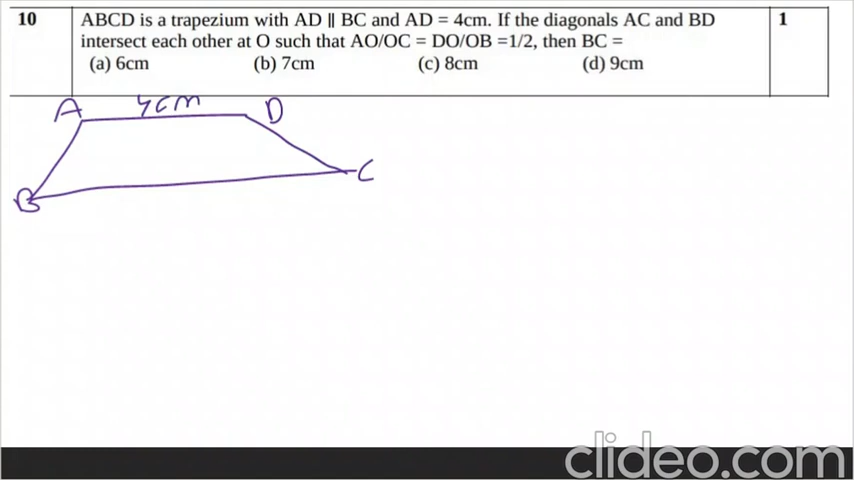 10 ABCD is a trapezium with AD || BC and AD = 4cm. If the diagonals AC and BD 1
intersect each other at O such that AO/OC = DO/OB =1/2, then BC =
(a) 6cm (b) 7cm (c) 8cm (d) 9cm
A 4cm D
C
B
clideo.com